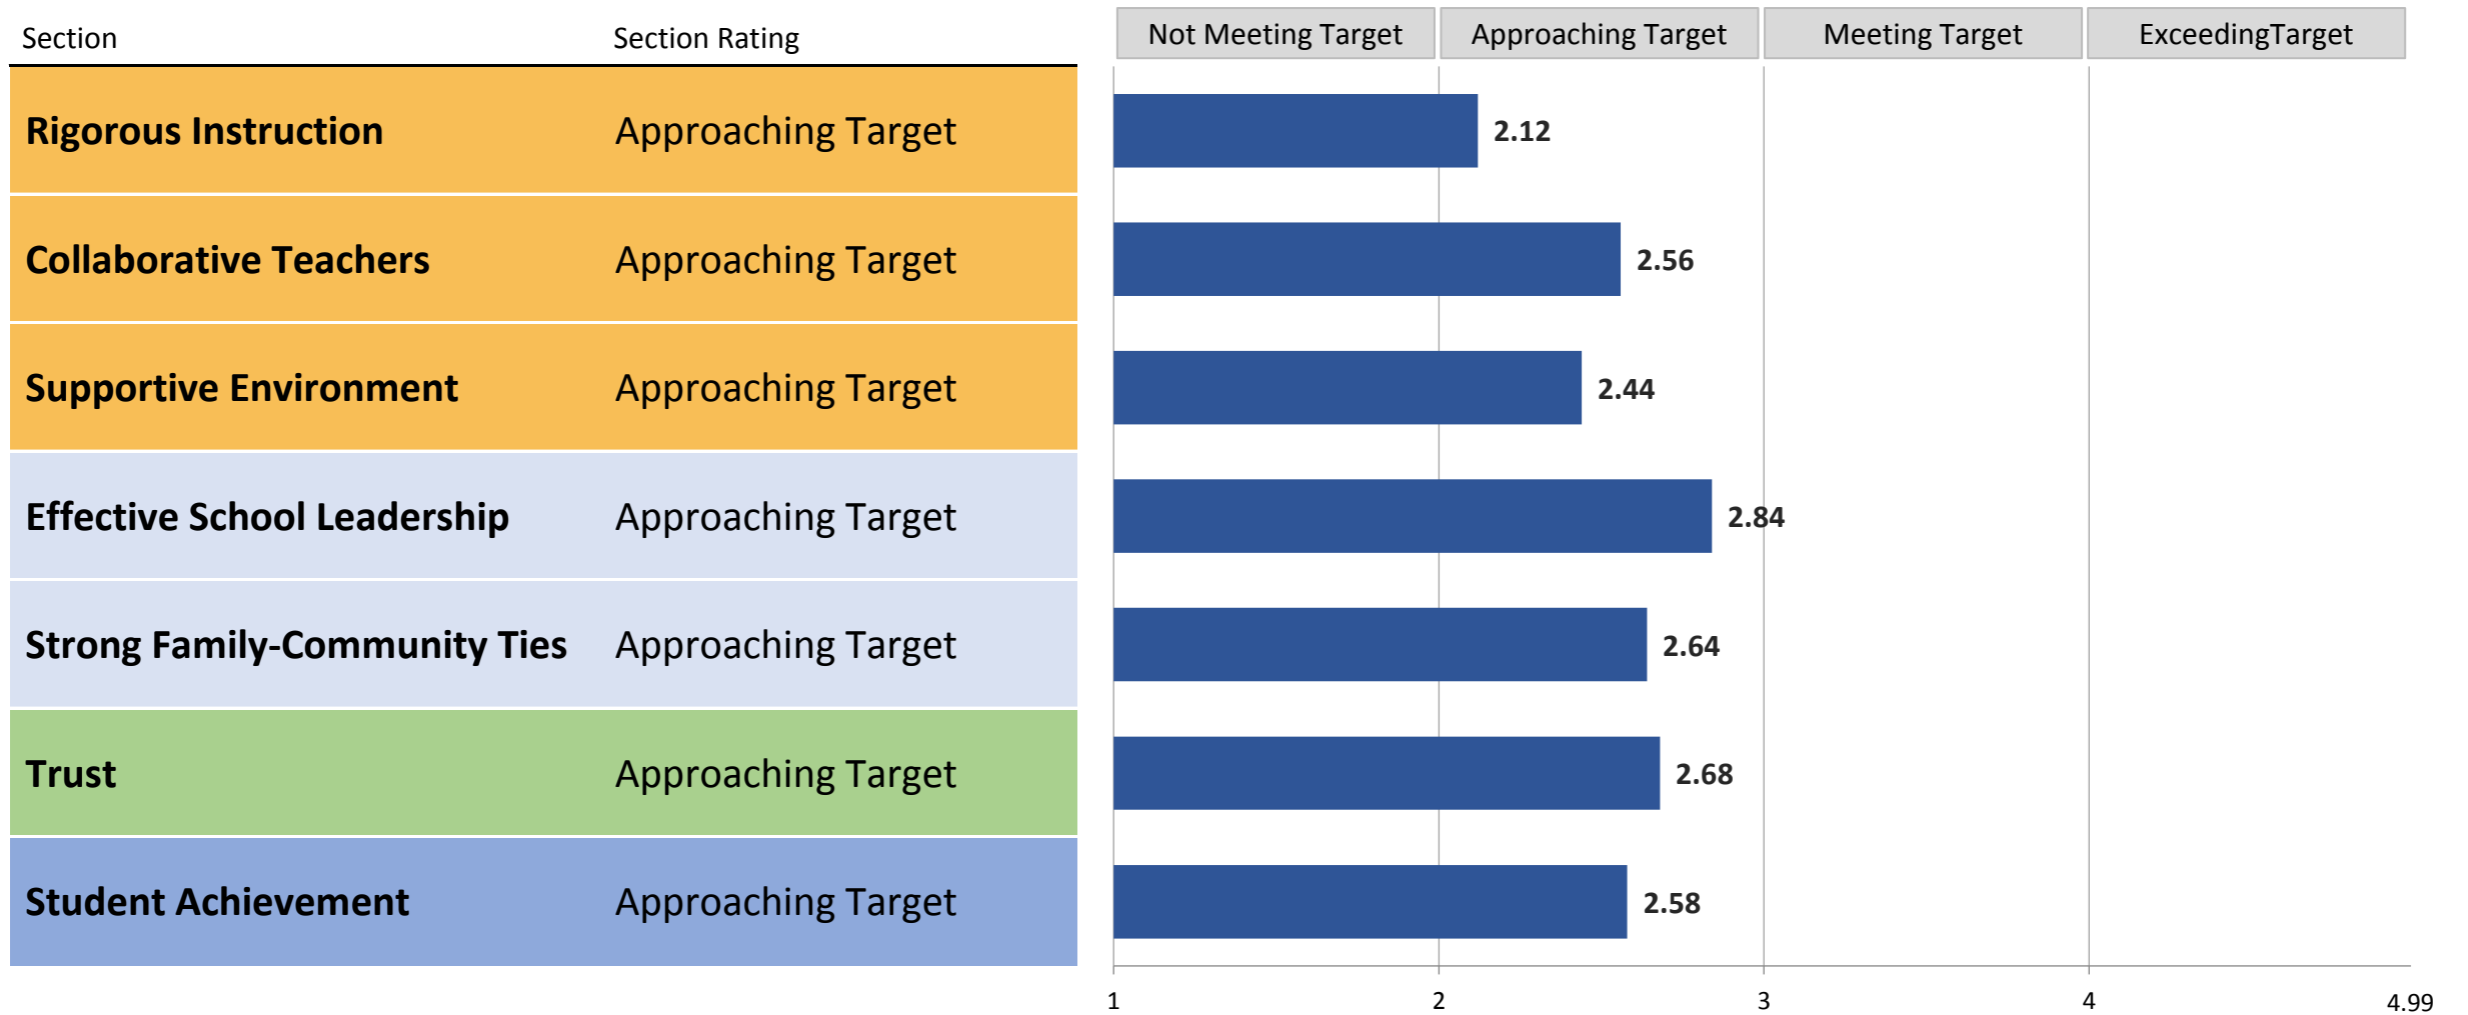 Section Section Rating Not Meeting Target Approaching Target Meeting Target ExceedingTarget
Rigorous Instruction Approaching Target 2.12
Collaborative Teachers Approaching Target 2.56
Supportive Environment Approaching Target 2.44
Effective School Leadership Approaching Target 2.84
Strong Family-Community Ties Approaching Target 2.64
Trust Approaching Target 2.68
Student Achievement Approaching Target 2.58
1 2 3 4 4.99